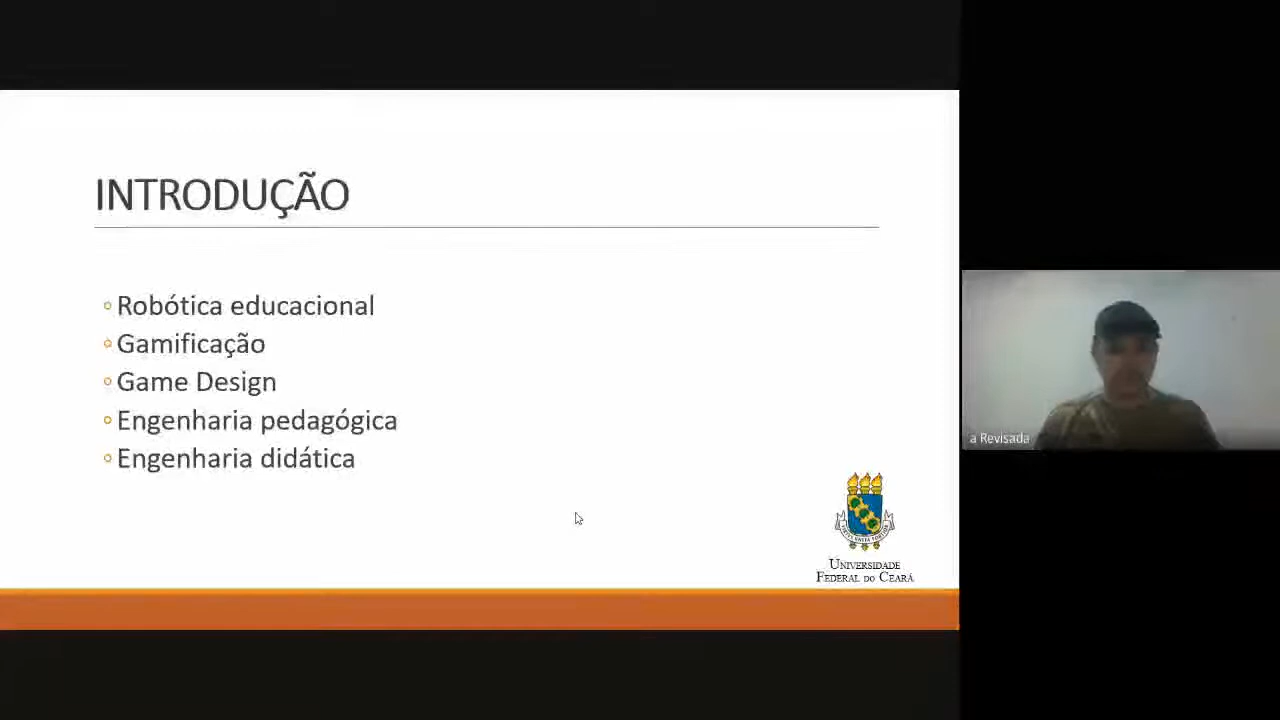 INTRODUÇÃO
Robótica educacional
Gamificação
Game Design
Engenharia pedagógica
Engenharia didática
UNIVERSIDADE
FEDERAL DO CEARÁ
a Revisada